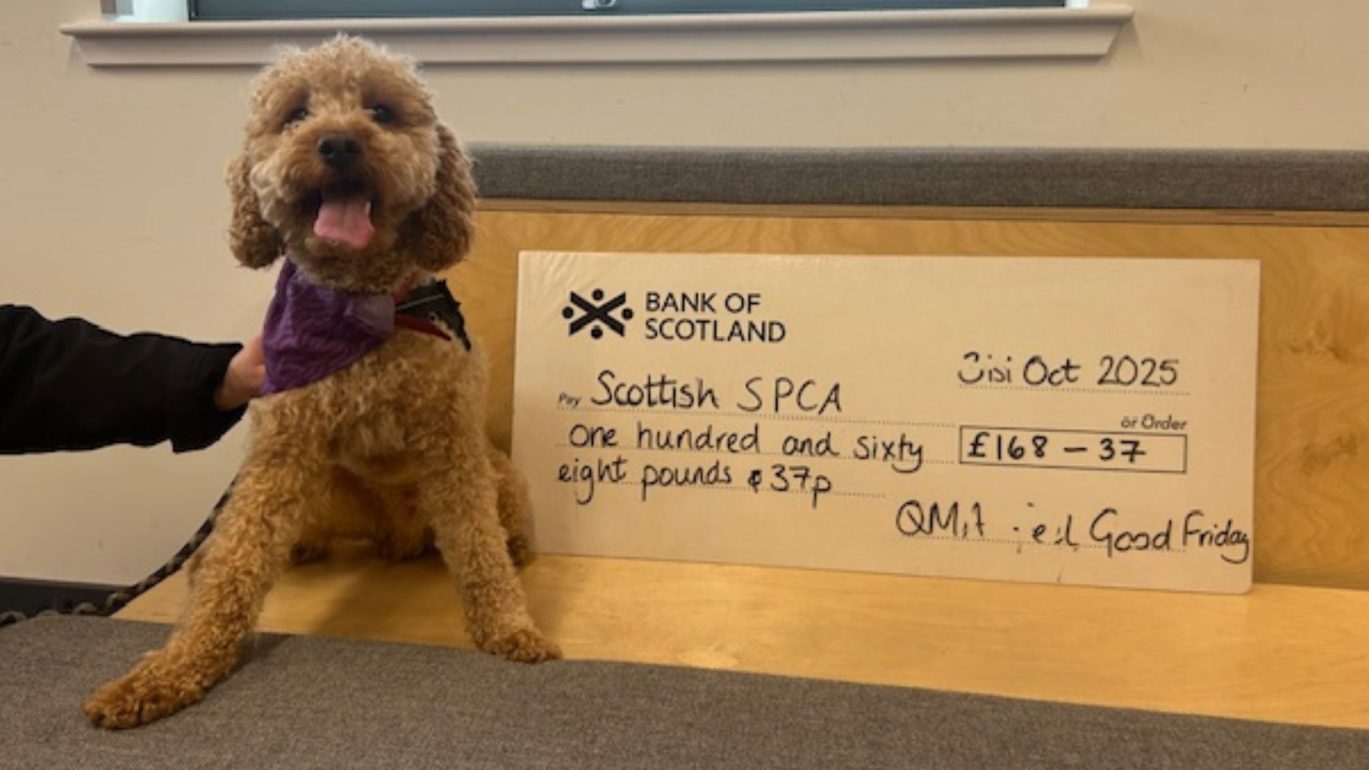 BANK OF
SCOTLAND
Oct 2025
Pay Scottish SPCA
or Order
one hundred and sixty
£168 - 37
eight pounds & 37p
Good Friday